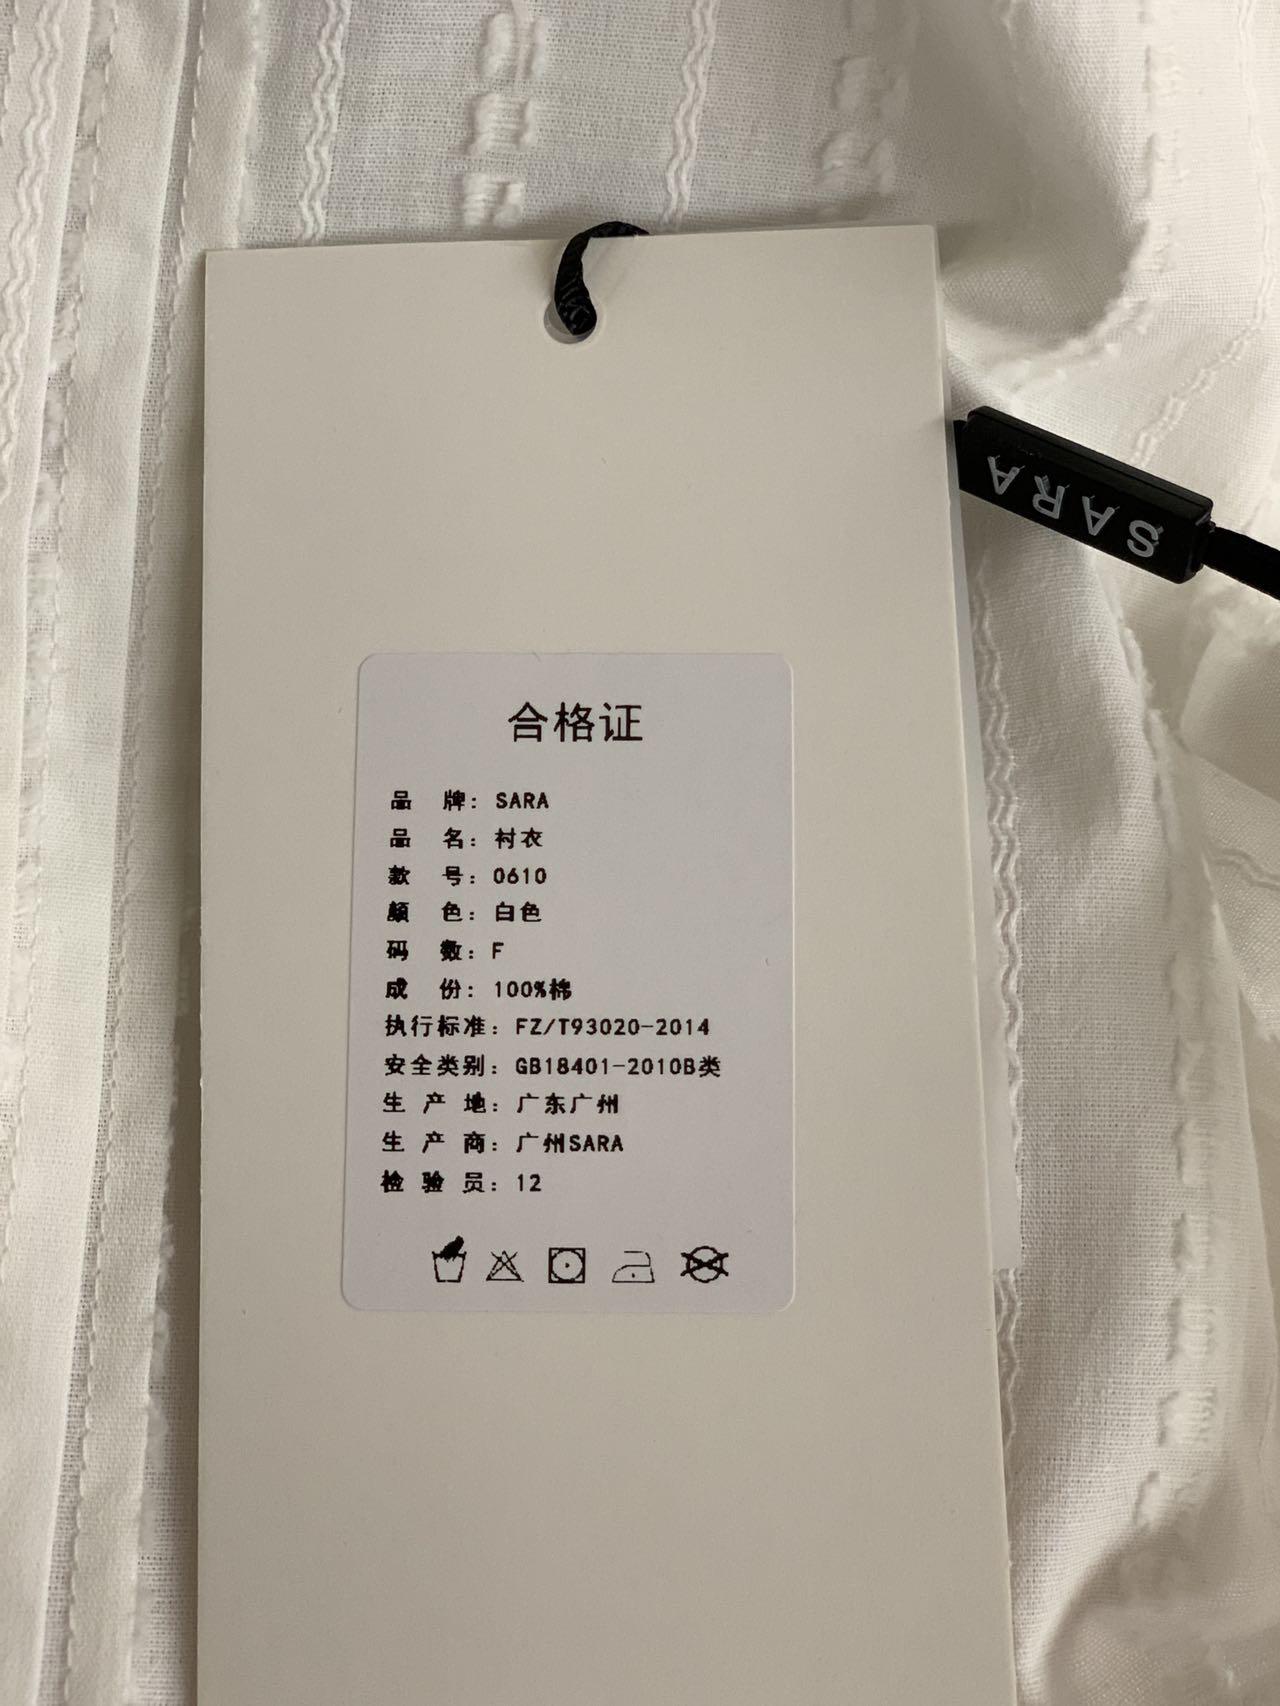 SARA
合格证
品 牌: SARA
品 名: 衬衣
款 号: 0610
颜 色: 白色
码 数: F
成 份: 100%棉
执行标准: FZ/T93020-2014
安全类别: GB18401-2010B类
生 产 地: 广东广州
生 产 商: 广州SARA
检 验 员: 12